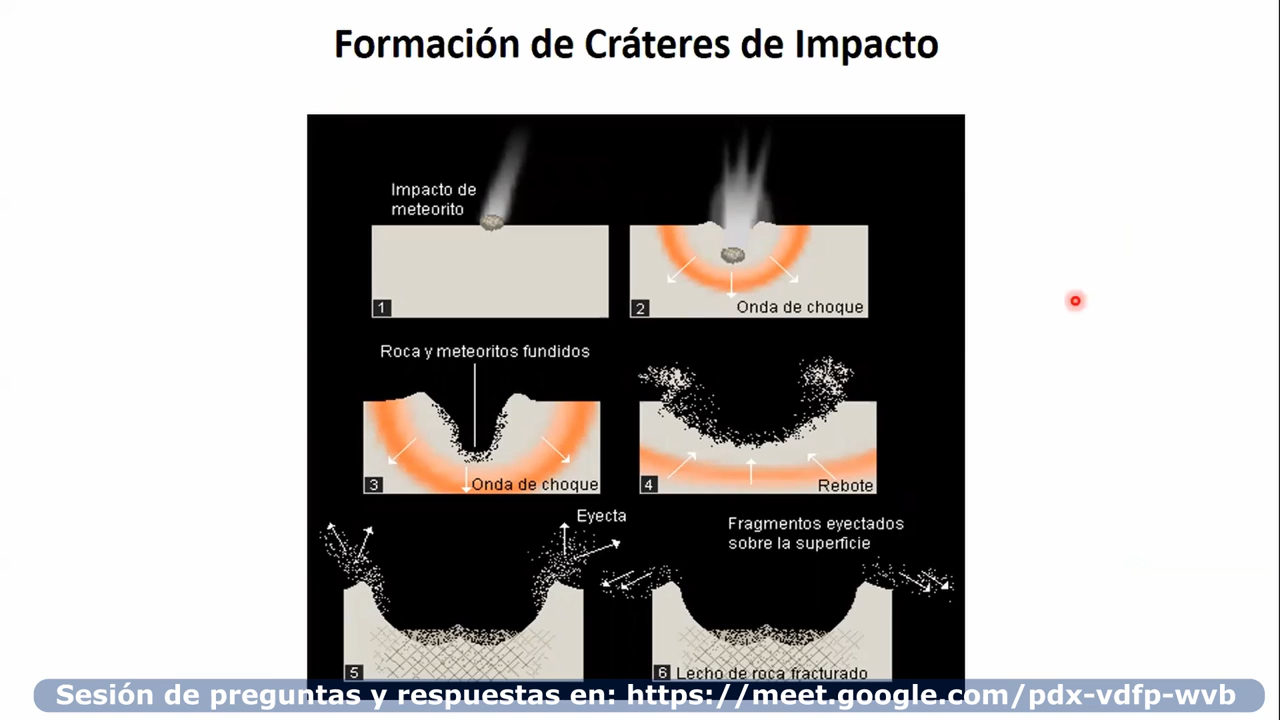 Formación de Cráteres de Impacto
Impacto de
meteorito
1
2
Onda de choque
Roca y meteoritos fundidos
3
Onda de choque
4
Rebote
Eyecta
Fragmentos eyectados
sobre la superficie
5
6
Lecho de roca fracturado
Sesión de preguntas y respuestas en: https://meet.google.com/pdx-vdfp-wvb